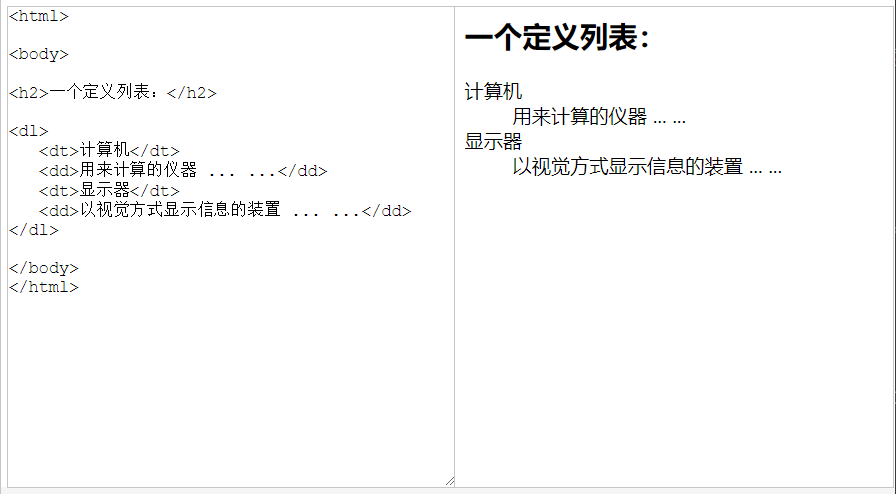 <html>
<body>
<h2>一个定义列表：</h2>
<dl>
<dt>计算机</dt>
<dd>用来计算的仪器 ... ...</dd>
<dt>显示器</dt>
<dd>以视觉方式显示信息的装置 ... ...</dd>
</dl>
</body>
</html>
一个定义列表：
计算机
用来计算的仪器 ... ...
显示器
以视觉方式显示信息的装置 ... ...